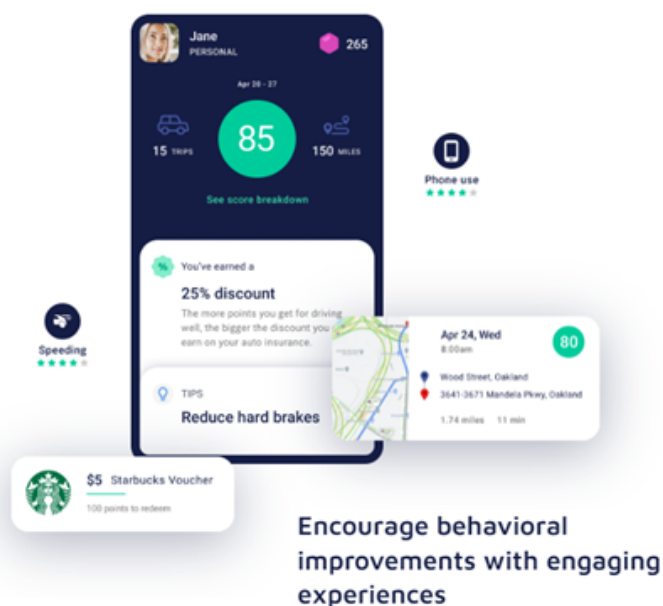 Jane
PERSONAL
265
Apr 20 - 27
15 TRIPS
85
150 MILES
See score breakdown
Phone use
You've earned a
25% discount
The more points you get for driving
well, the bigger the discount you
earn on your auto insurance.
Speeding
Apr 24, Wed
8:00am
80
Wood Street, Oakland
3641-3671 Mandela Pkwy, Oakland
1.74 miles 11 min
TIPS
Reduce hard brakes
$5 Starbucks Voucher
100 points to redeem
Encourage behavioral
improvements with engaging
experiences